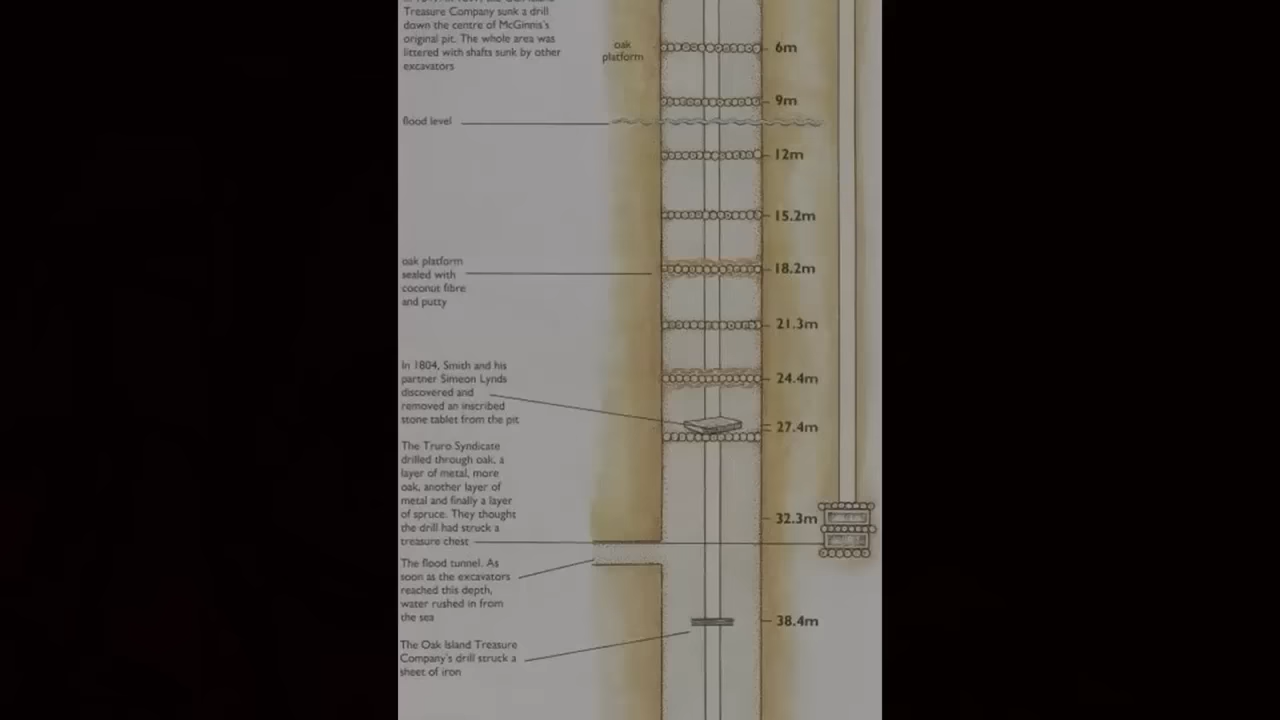 Treasure Company sunk a drill
down the centre of McGinnis's
original pit. The whole area was
littered with shafts sunk by other
excavators
oak
platform
6m
9m
flood level
12m
15.2m
oak platform
sealed with
coconut fibre
and putty
18.2m
21.3m
In 1804, Smith and his
partner Simeon Lynds
discovered and
removed an inscribed
stone tablet from the pit
24.4m
27.4m
The Truro Syndicate
drilled through oak, a
layer of metal, more
oak, another layer of
metal and finally a layer
of spruce. They thought
the drill had struck a
treasure chest
32.3m
The flood tunnel. As
soon as the excavators
reached this depth,
water rushed in from
the sea
38.4m
The Oak Island Treasure
Company's drill struck a
sheet of iron